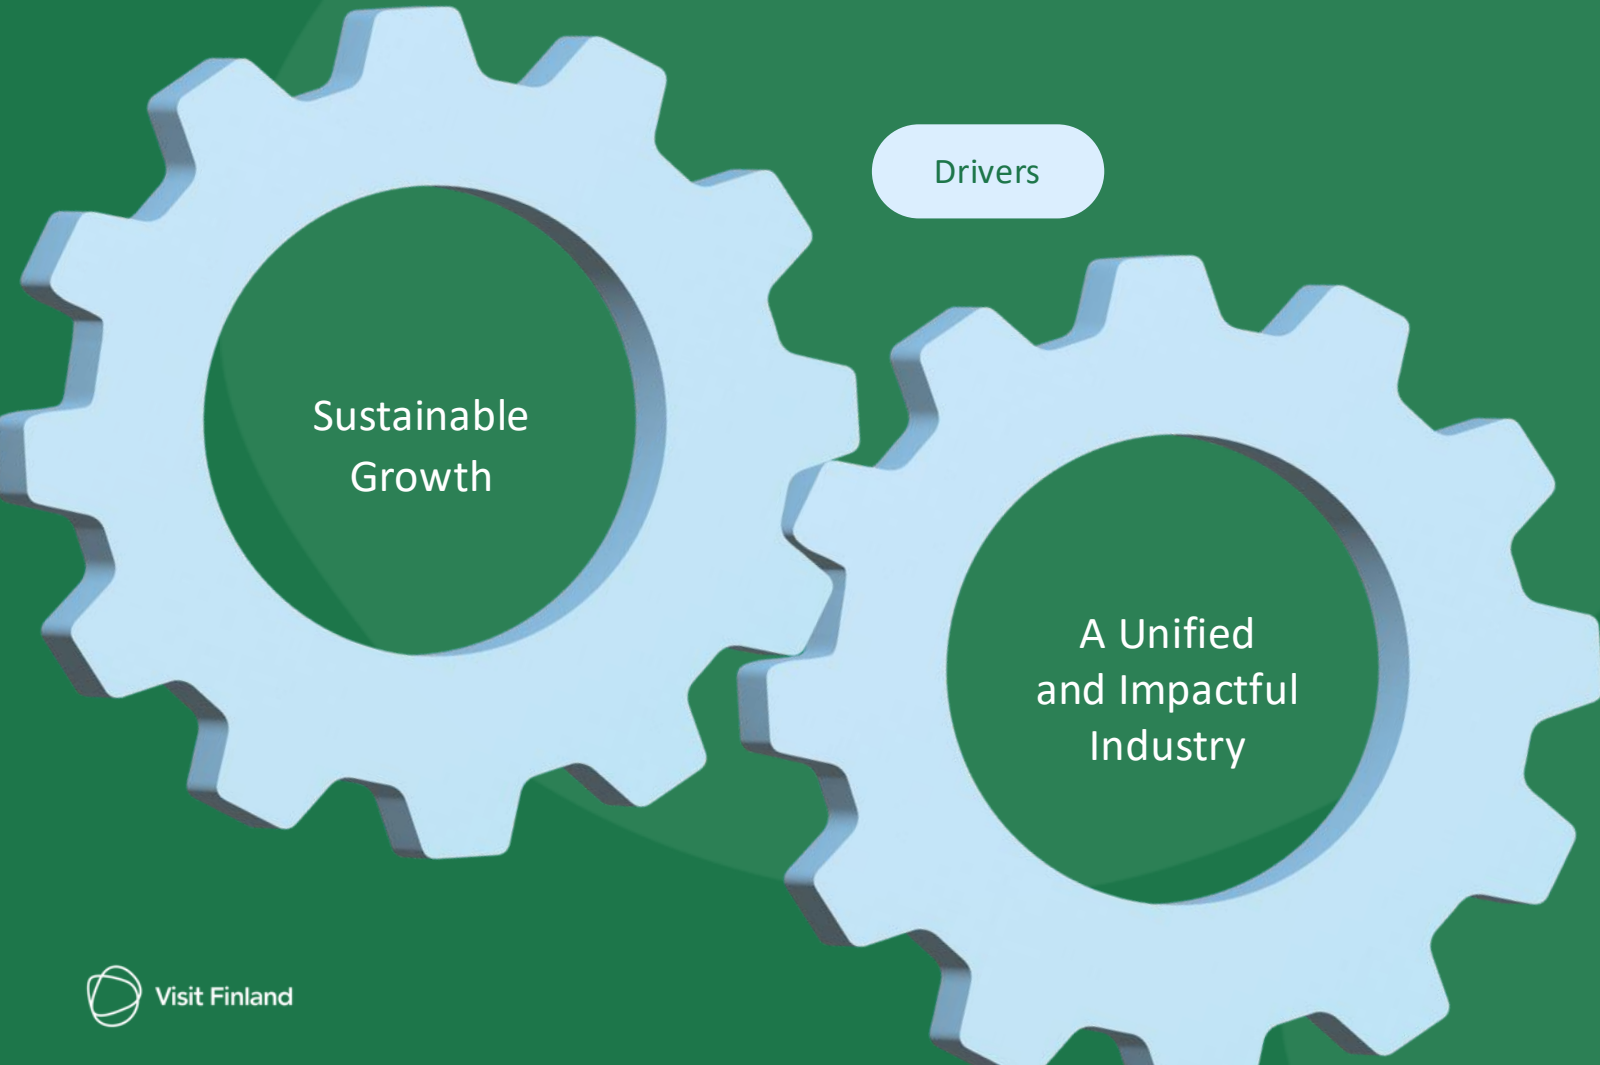 Drivers
Sustainable
Growth
A Unified
and Impactful
Industry
Visit Finland